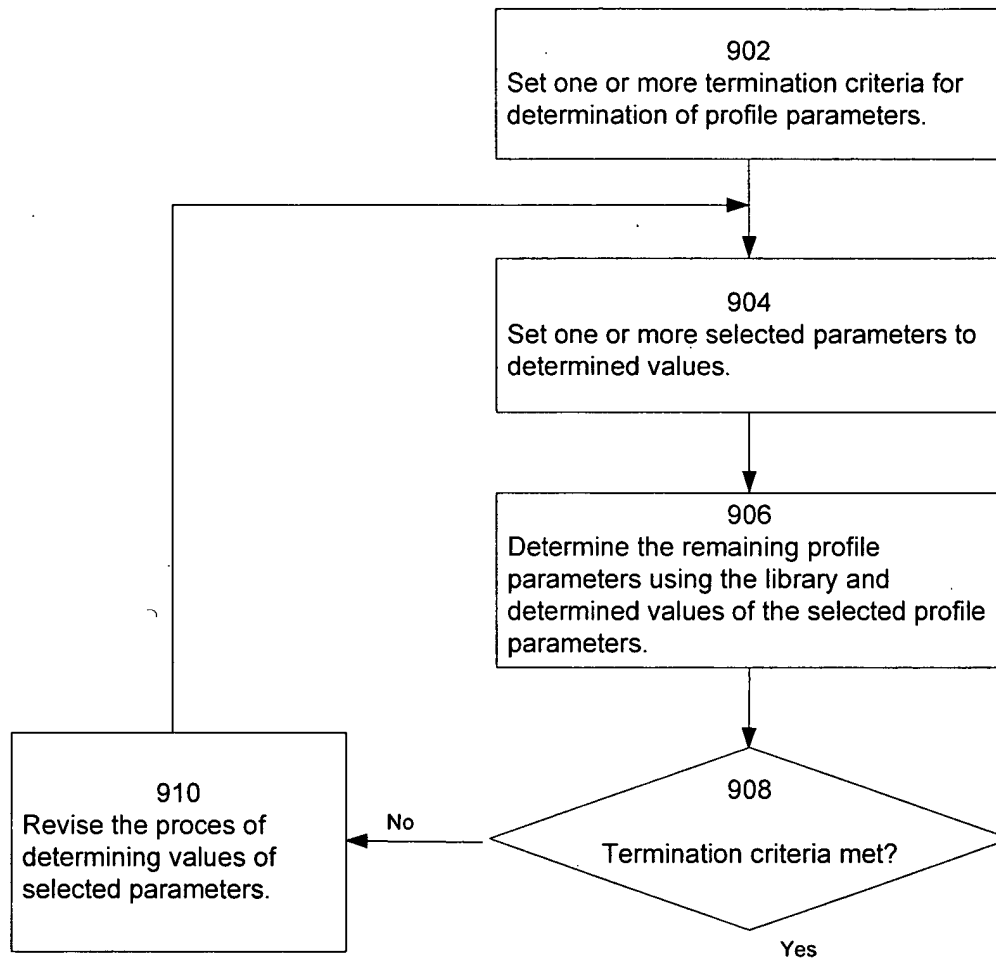 902
Set one or more termination criteria for
determination of profile parameters.
904
Set one or more selected parameters to
determined values.
906
Determine the remaining profile
parameters using the library and
determined values of the selected profile
parameters.
908
Termination criteria met?
No
910
Revise the proces of
determining values of
selected parameters.
Yes